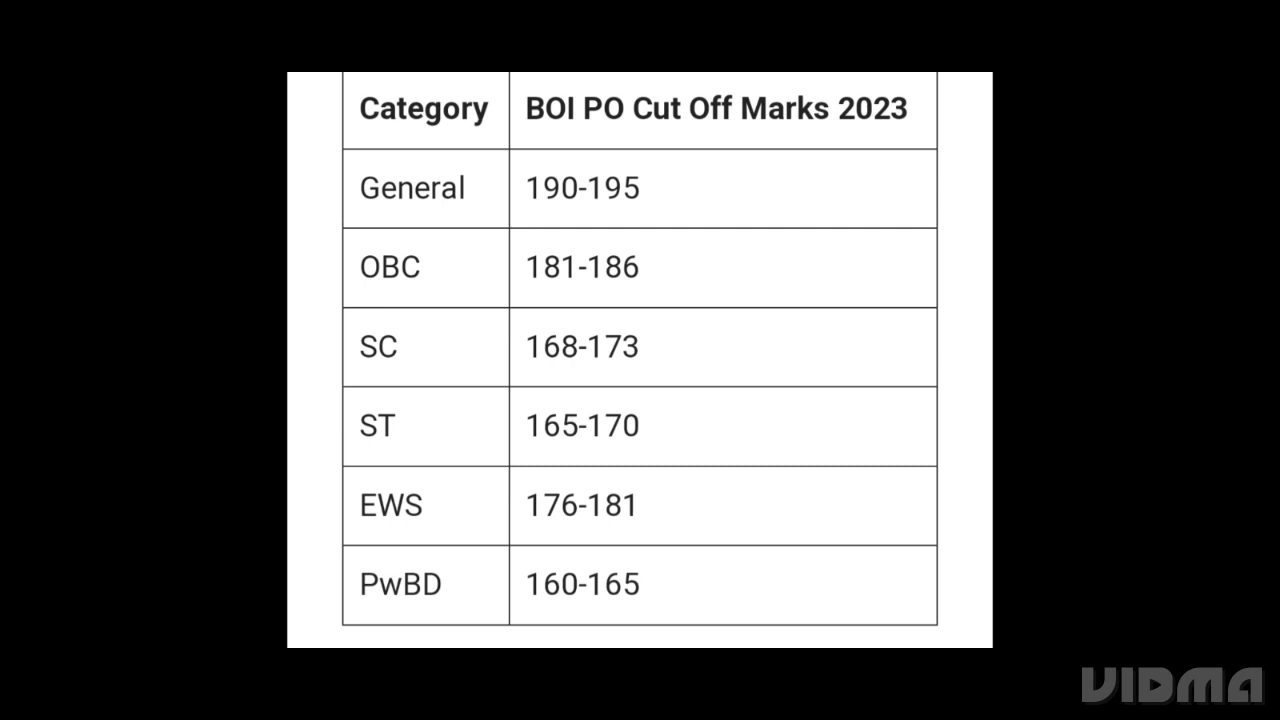 Category BOI PO Cut Off Marks 2023
General 190-195
OBC 181-186
SC 168-173
ST 165-170
EWS 176-181
PwBD 160-165
VIDMA